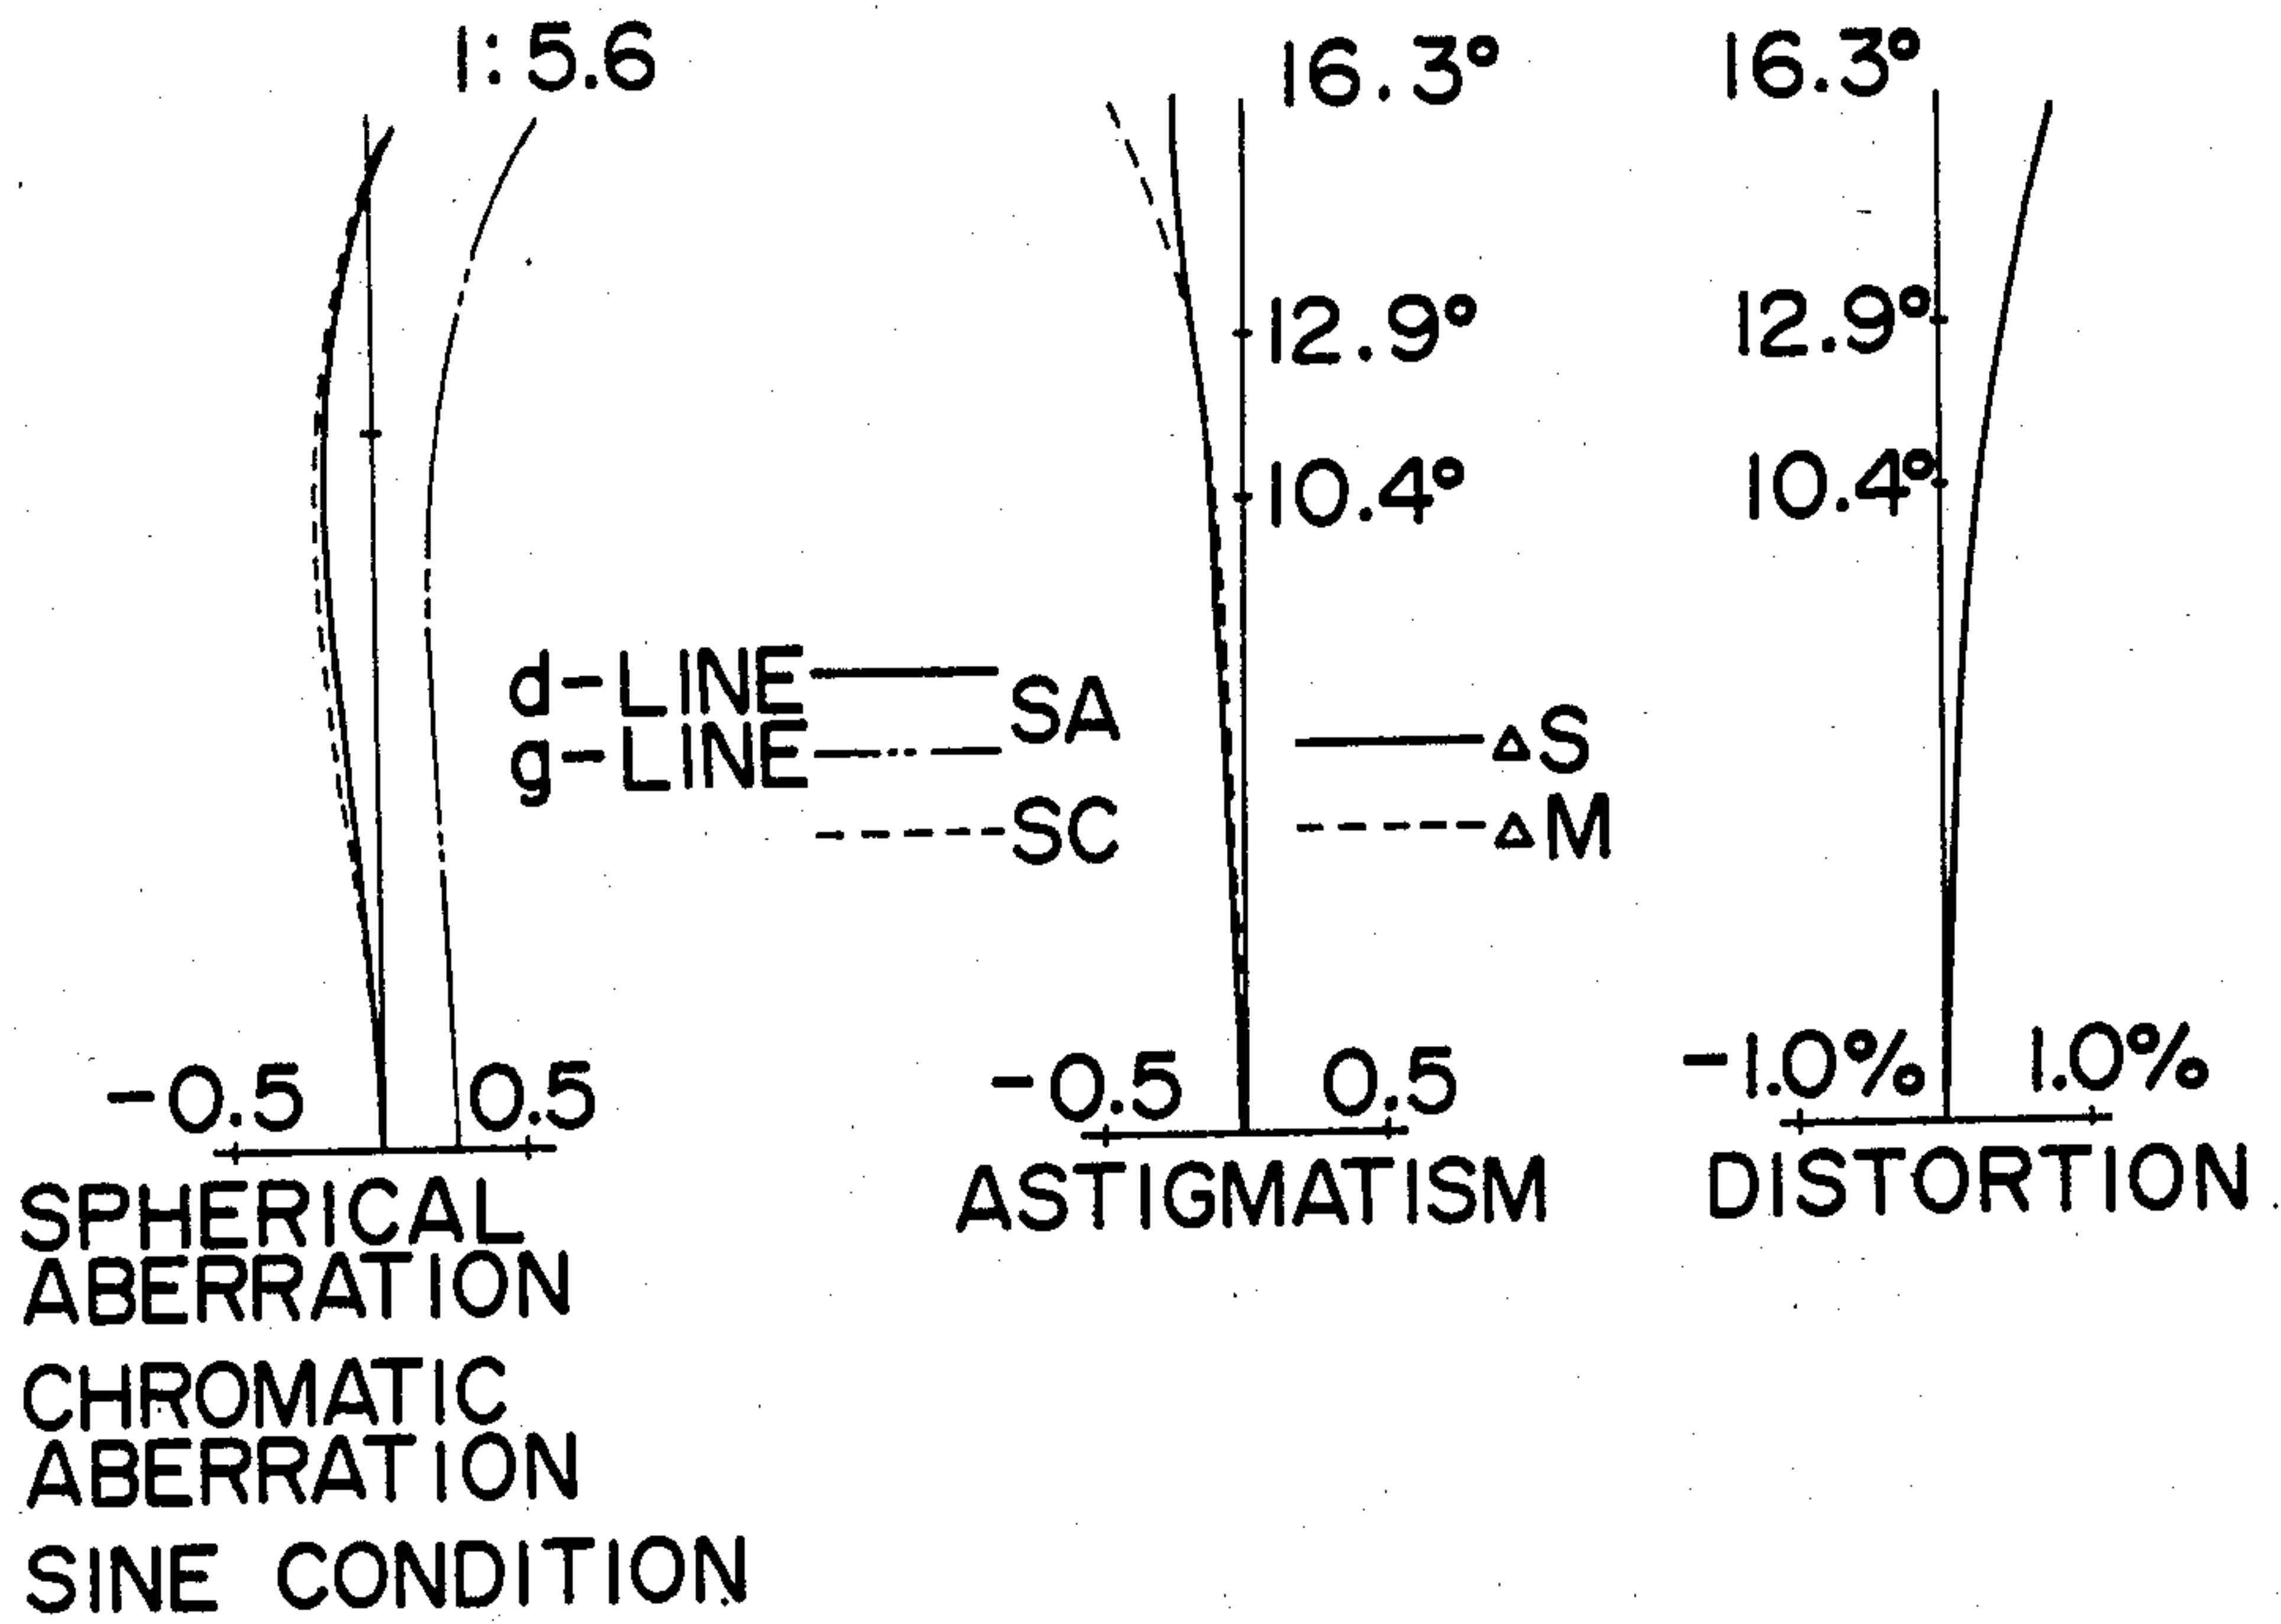 1:5.6
d-LINE
g-LINE
SA
SC
-0.5 0.5
SPHERICAL
ABERRATION
CHROMATIC
ABERRATION
SINE CONDITION
16.3°
12.9°
10.4°
ΔS
ΔM
-0.5 0.5
ASTIGMATISM
16.3°
12.9°
10.4°
-1.0% 1.0%
DISTORTION